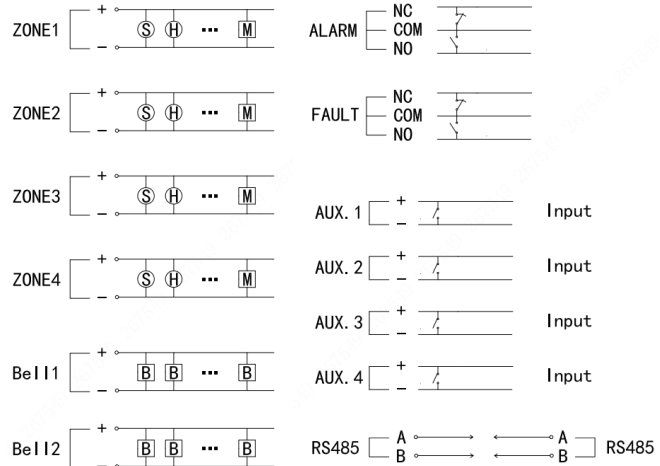 ZONE1 + − S H ··· M
ZONE2 + − S H ··· M
ZONE3 + − S H ··· M
ZONE4 + − S H ··· M
Bell1 + − B B ··· B
Bell2 + − B B ··· B
ALARM NC COM NO
FAULT NC COM NO
AUX. 1 + − Input
AUX. 2 + − Input
AUX. 3 + − Input
AUX. 4 + − Input
RS485 A B A B RS485